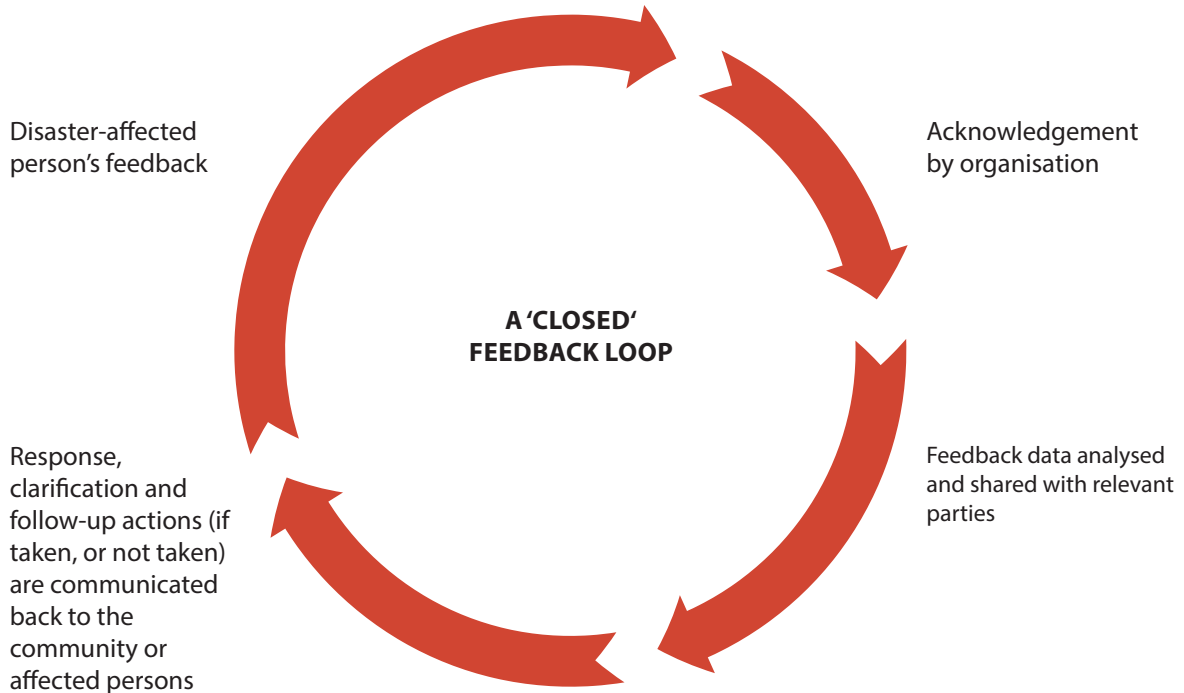 Disaster-affected
person’s feedback
Acknowledgement
by organisation
A ‘CLOSED‘
FEEDBACK LOOP
Feedback data analysed
and shared with relevant
parties
Response,
clarification and
follow-up actions (if
taken, or not taken)
are communicated
back to the
community or
affected persons